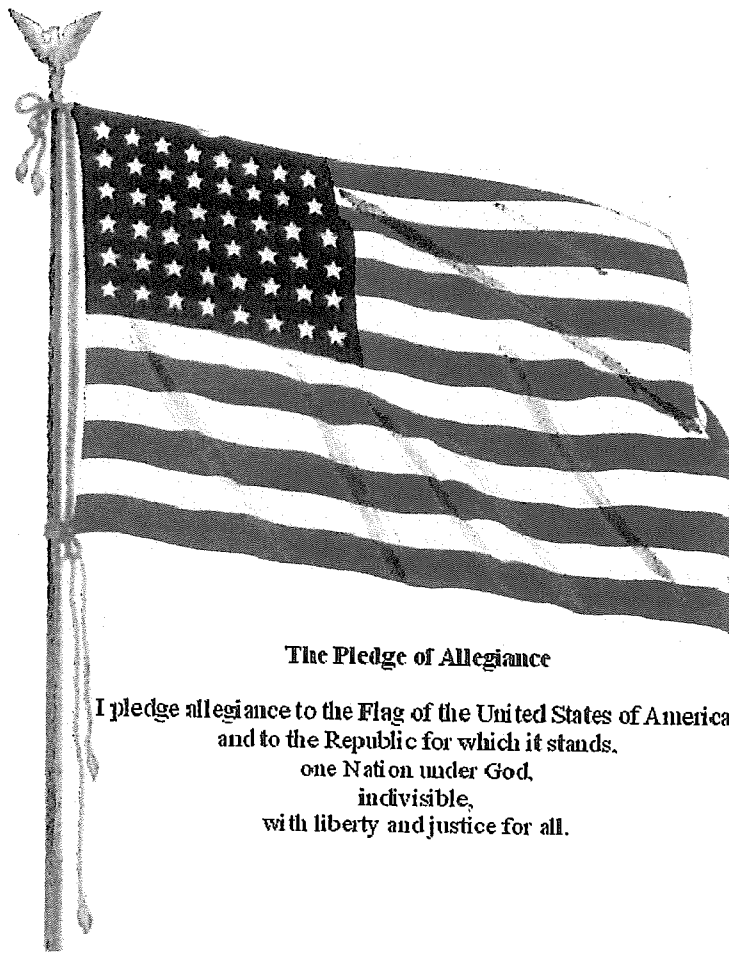 The Pledge of Allegiance
I pledge allegiance to the Flag of the United States of America
and to the Republic for which it stands,
one Nation under God,
indivisible,
with liberty and justice for all.